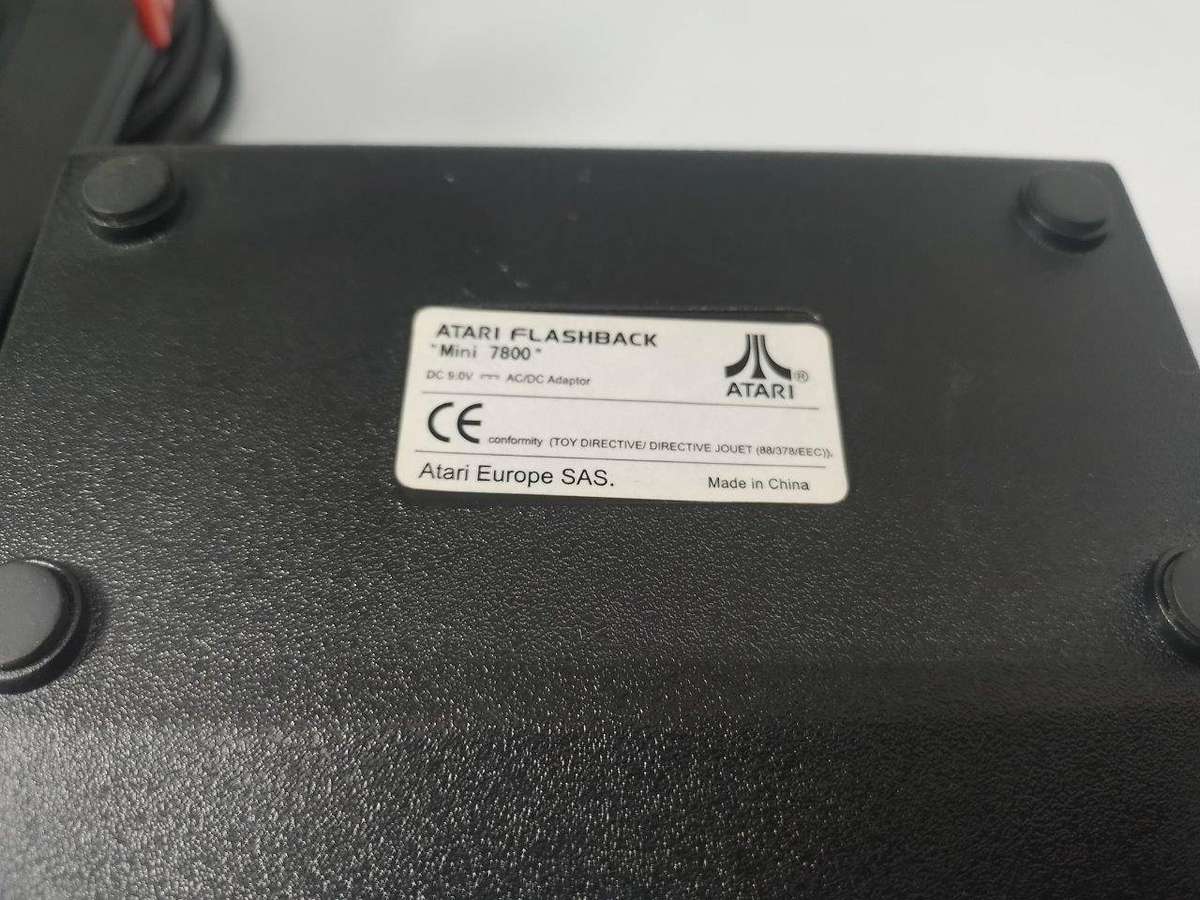 ATARI FLASHBACK
"Mini 7800"
DC 9.0V AC/DC Adaptor
ATARI®
CE conformity (TOY DIRECTIVE/ DIRECTIVE JOUET (88/378/EEC)).
Atari Europe SAS.
Made in China